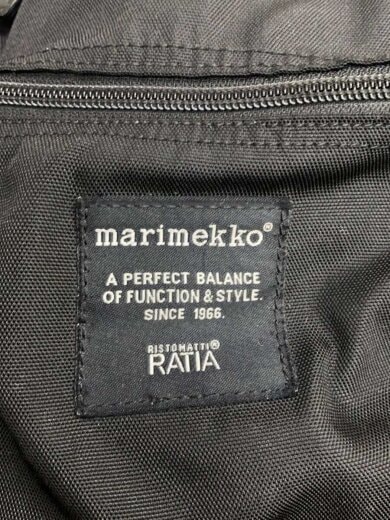 marimekko®
A PERFECT BALANCE
OF FUNCTION & STYLE.
SINCE 1966.
RISTOMATTI®
RATIA